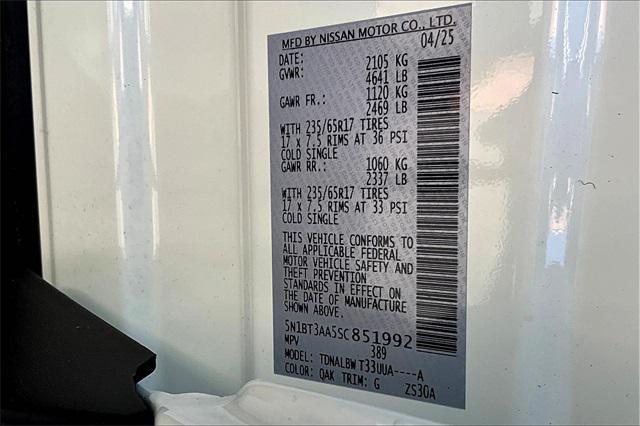 MFD BY NISSAN MOTOR CO., LTD.
DATE: 04/25
GVWR: 2105 KG
4641 LB
GAWR FR.: 1120 KG
2469 LB
WITH 235/65R17 TIRES
17 x 7.5 RIMS AT 36 PSI
COLD SINGLE
GAWR RR.: 1060 KG
2337 LB
WITH 235/65R17 TIRES
17 x 7.5 RIMS AT 33 PSI
COLD SINGLE
THIS VEHICLE CONFORMS TO
ALL APPLICABLE FEDERAL
MOTOR VEHICLE SAFETY AND
THEFT PREVENTION
STANDARDS IN EFFECT ON
THE DATE OF MANUFACTURE
SHOWN ABOVE.
5N1BT3AA5SC851992
MPV 389
MODEL: TDNALBW T33UUA----A
COLOR: QAK TRIM: G ZS30A